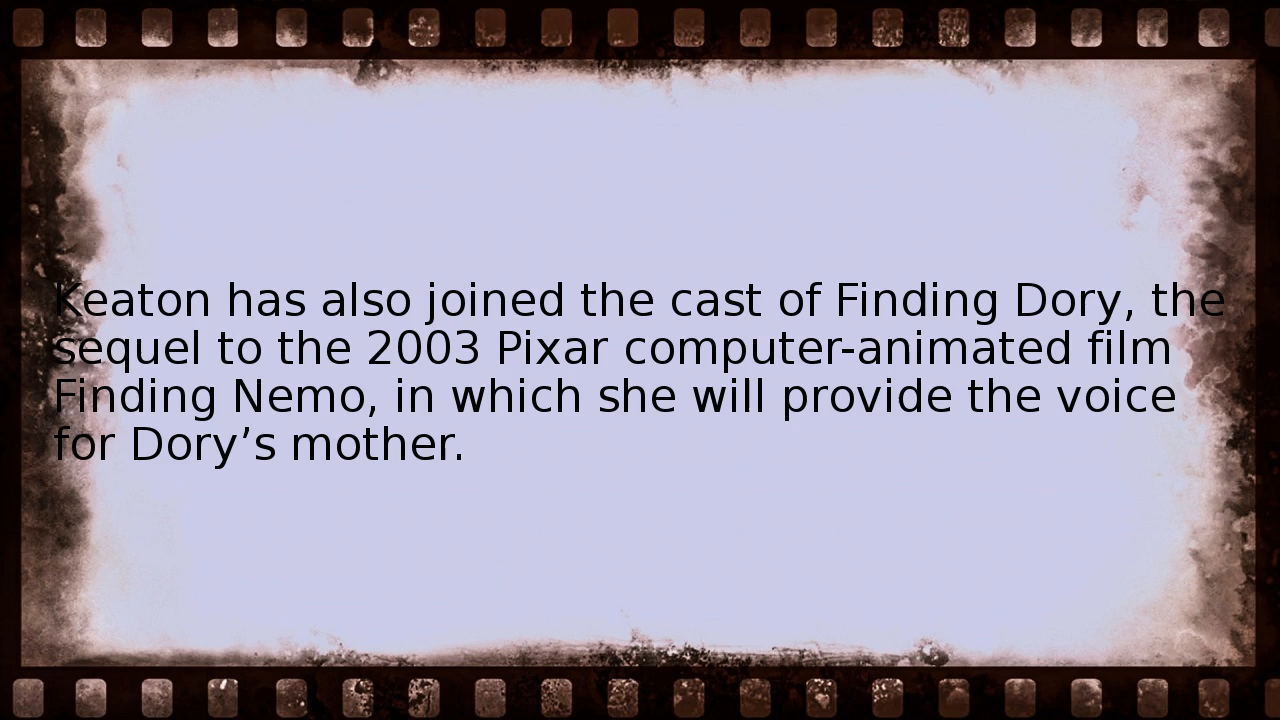 Keaton has also joined the cast of Finding Dory, the
sequel to the 2003 Pixar computer-animated film
Finding Nemo, in which she will provide the voice
for Dory’s mother.